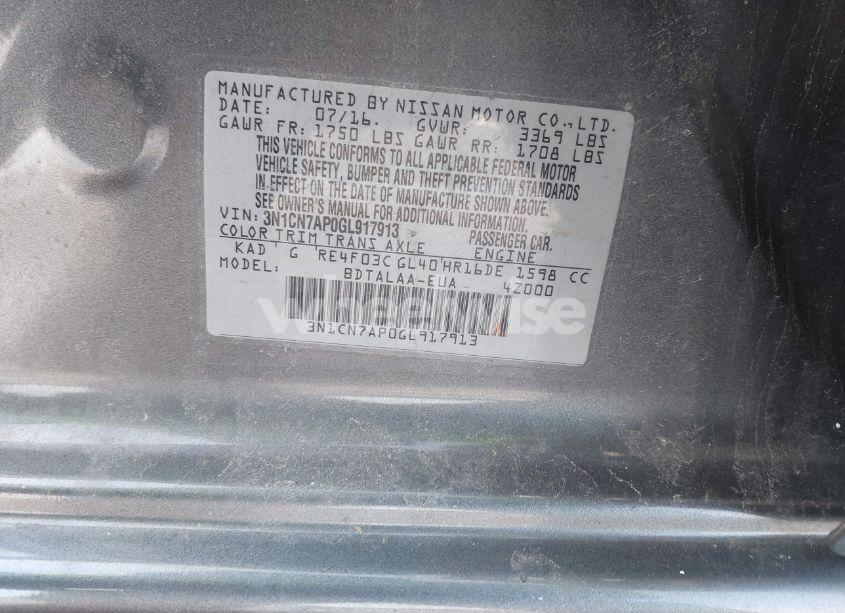 MANUFACTURED BY NISSAN MOTOR CO.,LTD.
DATE: 07/16. GVWR: 3369 LBS
GAWR FR: 1750 LBS GAWR RR: 1708 LBS
THIS VEHICLE CONFORMS TO ALL APPLICABLE FEDERAL MOTOR
VEHICLE SAFETY, BUMPER AND THEFT PREVENTION STANDARDS
IN EFFECT ON THE DATE OF MANUFACTURE SHOWN ABOVE.
SEE OWNER'S MANUAL FOR ADDITIONAL INFORMATION.
VIN: 3N1CN7AP0GL917913 PASSENGER CAR.
COLOR TRIM TRANS AXLE ENGINE
KAD G RE4F03C GL40 HR16DE 1598 CC
MODEL: BDTALAA-EUA 4Z000
3N1CN7AP0GL917913